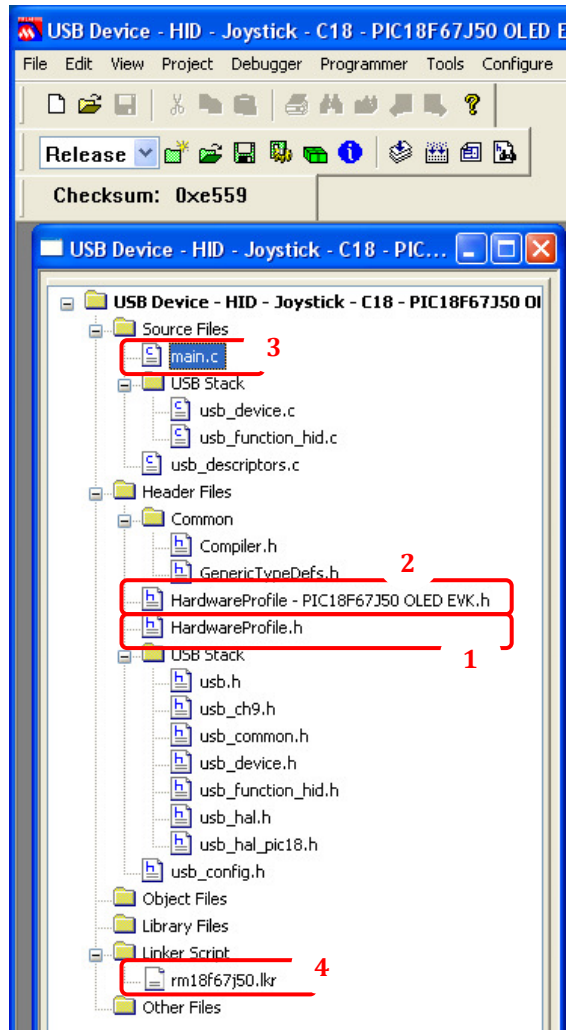 USB Device - HID - Joystick - C18 - PIC18F67J50 OLED E
File Edit View Project Debugger Programmer Tools Configure
Release
Checksum: 0xe559
USB Device - HID - Joystick - C18 - PIC...
USB Device - HID - Joystick - C18 - PIC18F67J50 Ol
Source Files
main.c 3
USB Stack
usb_device.c
usb_function_hid.c
usb_descriptors.c
Header Files
Common
Compiler.h
GenericTypeDefs.h 2
HardwareProfile - PIC18F67J50 OLED EVK.h
HardwareProfile.h
USB Stack 1
usb.h
usb_ch9.h
usb_common.h
usb_device.h
usb_function_hid.h
usb_hal.h
usb_hal_pic18.h
usb_config.h
Object Files
Library Files
Linker Script
rm18f67j50.lkr 4
Other Files